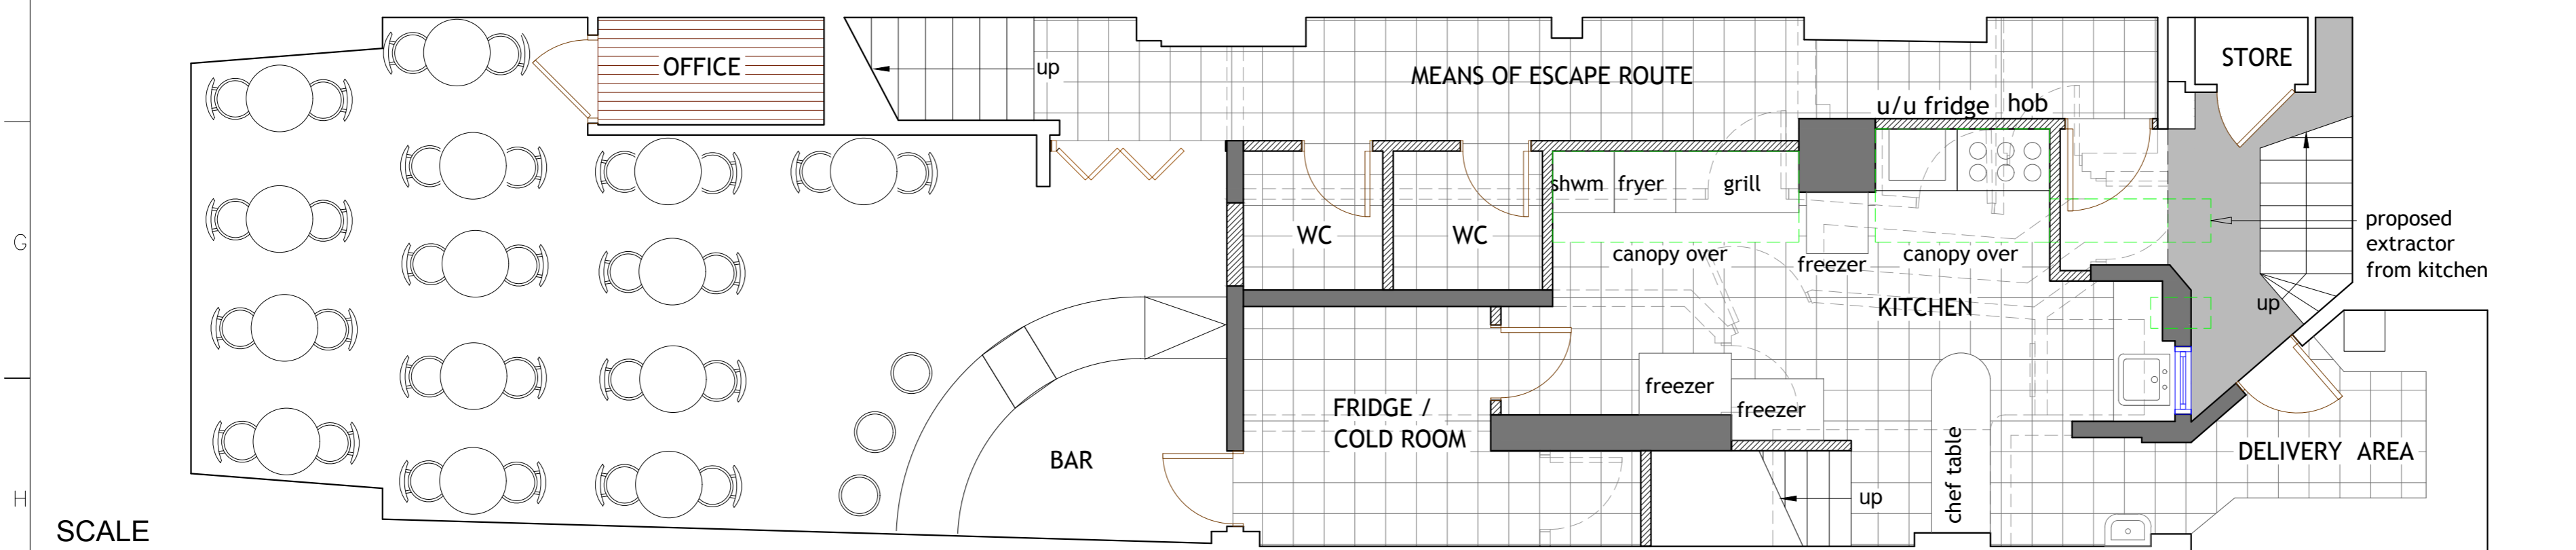 OFFICE
up
MEANS OF ESCAPE ROUTE
STORE
u/u fridge
hob
shwm
fryer
grill
WC
WC
canopy over
freezer
canopy over
proposed
extractor
from kitchen
G
KITCHEN
up
freezer
freezer
FRIDGE /
COLD ROOM
BAR
chef table
DELIVERY AREA
up
H
SCALE